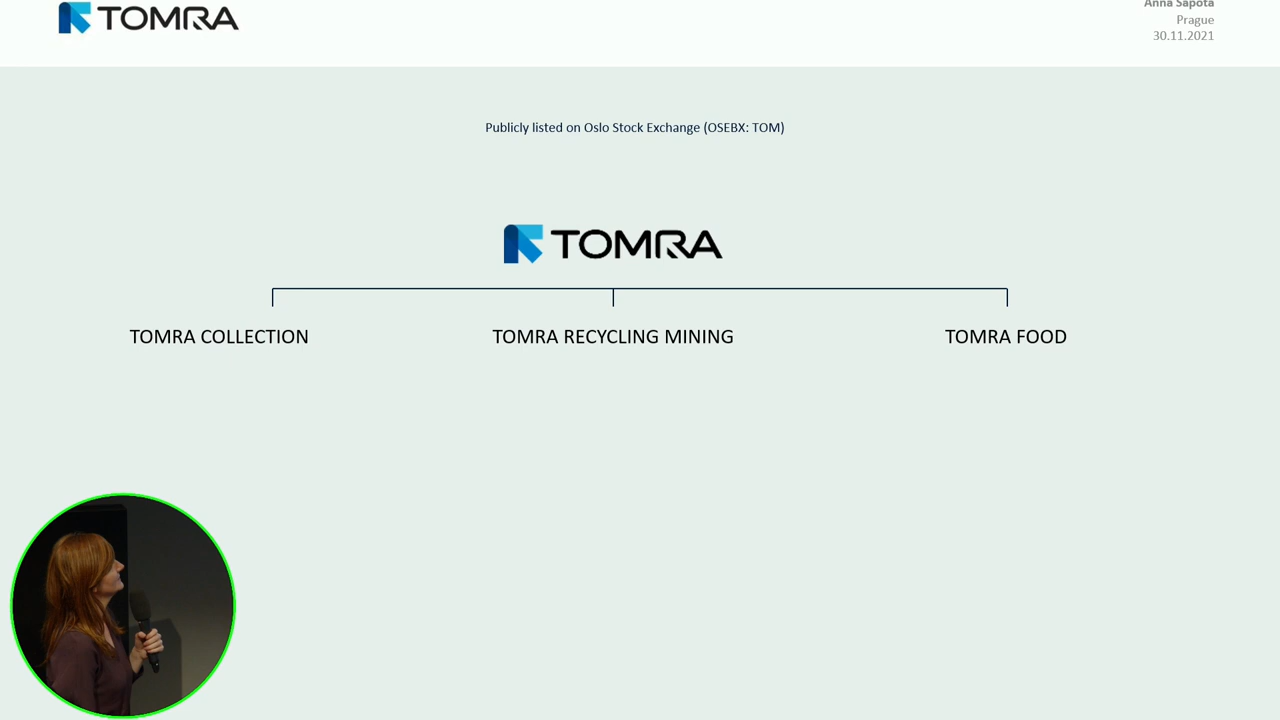 TOMRA
Anna Sapota
Prague
30.11.2021
Publicly listed on Oslo Stock Exchange (OSEBX: TOM)
TOMRA
TOMRA COLLECTION
TOMRA RECYCLING MINING
TOMRA FOOD